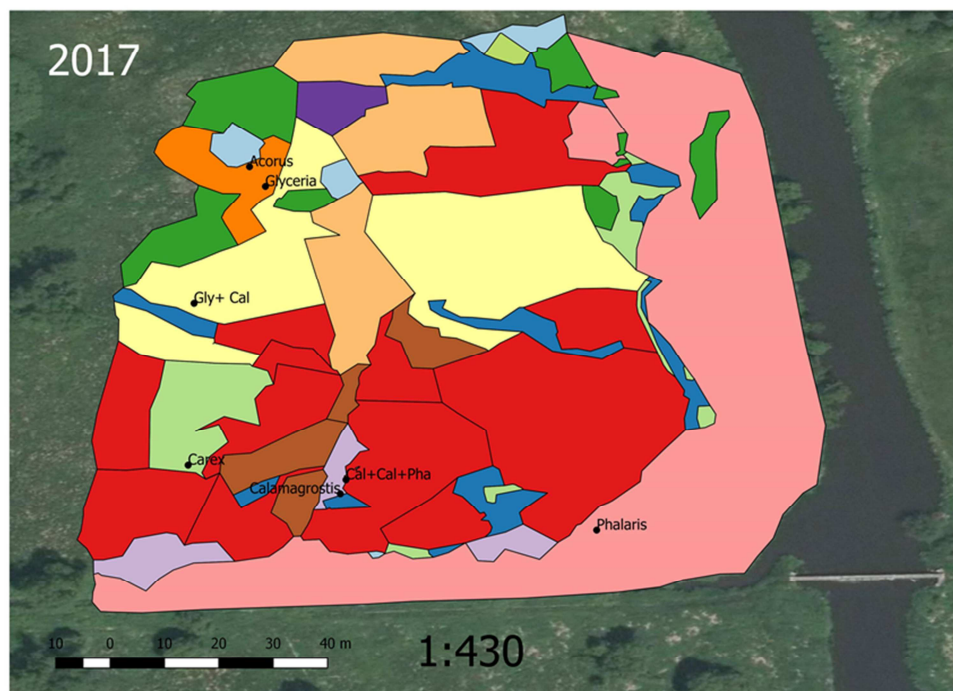 2017
Acorus
Glyceria
Gly+ Cal
Carex
Cal+Cal+Pha
Calamagrostis
Phalaris
10 0 10 20 30 40 m
1:430